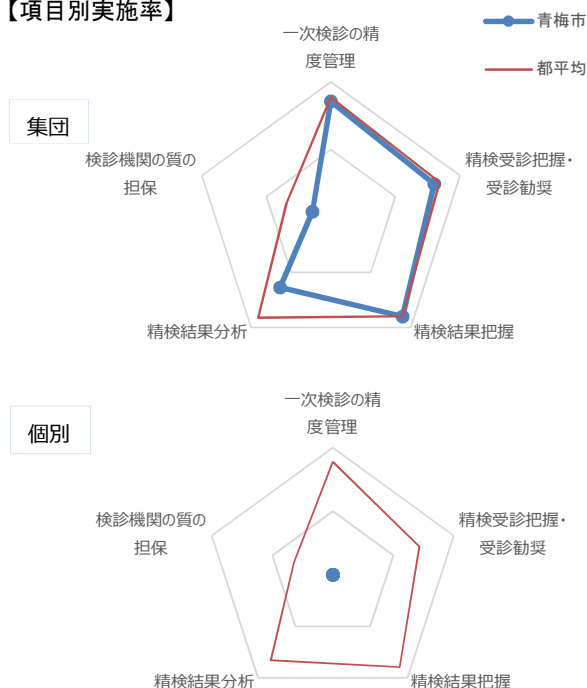 【項目別実施率】
青梅市
都平均
集団
一次検診の精
度管理
精検受診把握・
受診勧奨
精検結果把握
精検結果分析
検診機関の質の
担保
個別
一次検診の精
度管理
精検受診把握・
受診勧奨
精検結果把握
精検結果分析
検診機関の質の
担保